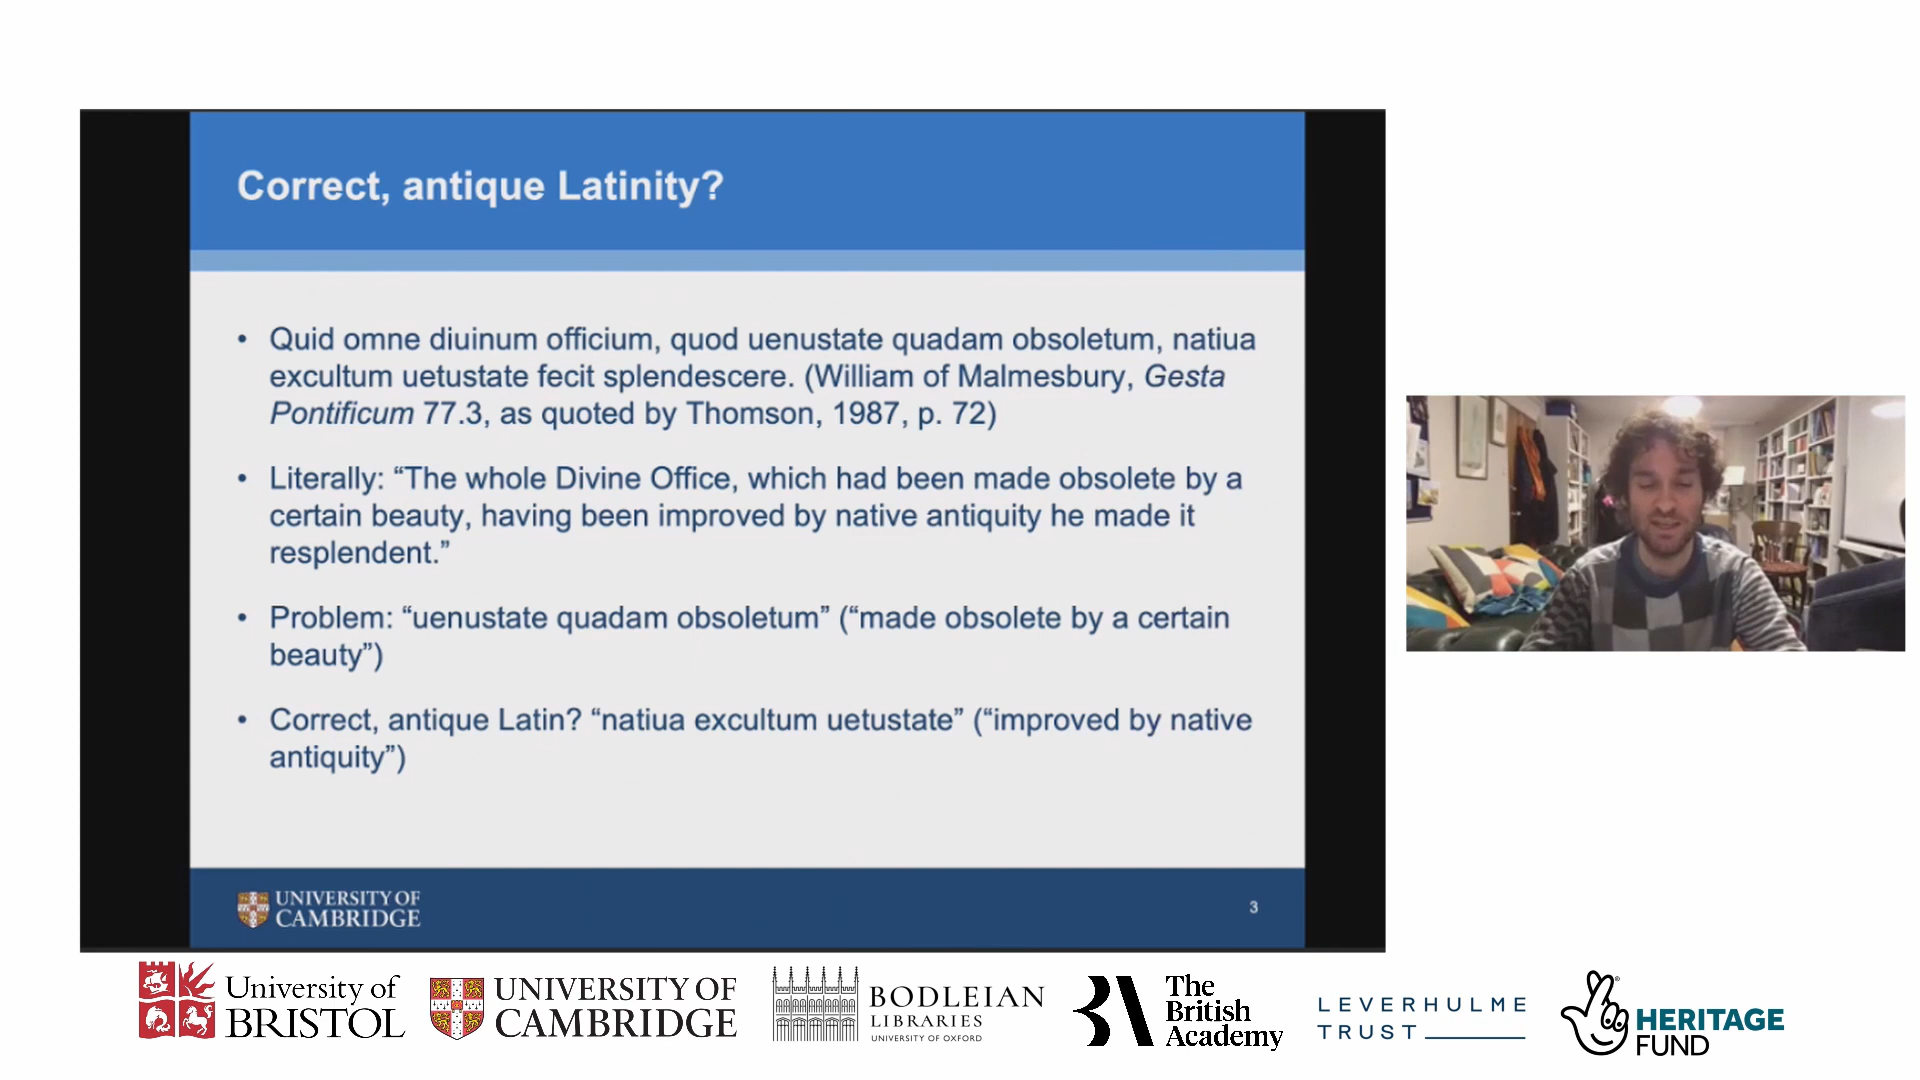 Correct, antique Latinity?
• Quid omne diuinum officium, quod uenustate quadam obsoletum, natiua
excultum uetustate fecit splendescere. (William of Malmesbury, Gesta
Pontificum 77.3, as quoted by Thomson, 1987, p. 72)
• Literally: “The whole Divine Office, which had been made obsolete by a
certain beauty, having been improved by native antiquity he made it
resplendent.”
• Problem: “uenustate quadam obsoletum” (“made obsolete by a certain
beauty”)
• Correct, antique Latin? “natiua excultum uetustate” (“improved by native
antiquity”)
UNIVERSITY OF
CAMBRIDGE
3
University of
BRISTOL
UNIVERSITY OF
CAMBRIDGE
BODLEIAN
LIBRARIES
UNIVERSITY OF OXFORD
The
British
Academy
LEVERHULME
TRUST
HERITAGE
FUND